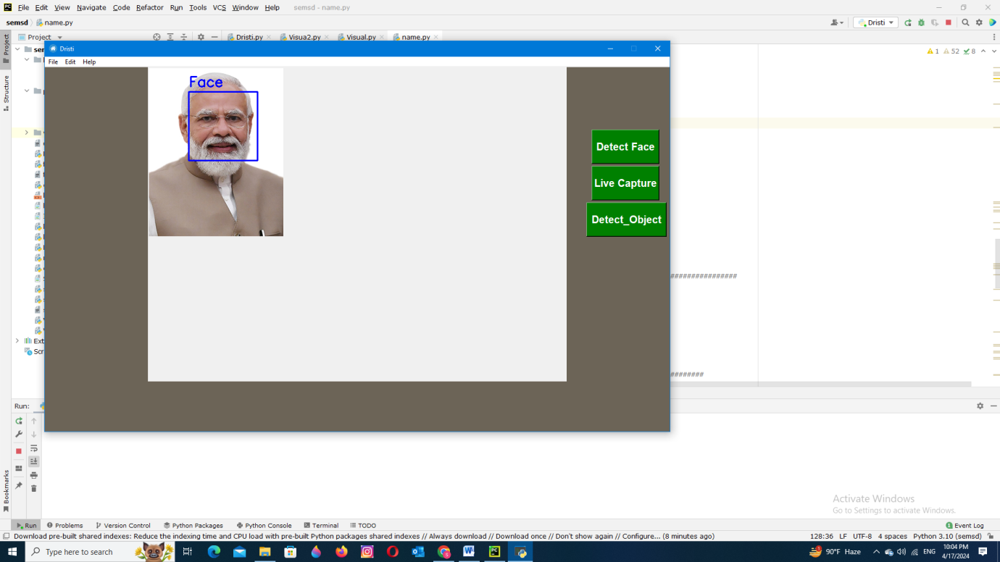 File Edit View Navigate Code Refactor Run Tools VCS Window Help semsd - name.py
semsd name.py Dristi
Project Dristi.py Visua2.py Visual.py name.py
1 52 8
Dristi
File Edit Help
Face
Detect Face
Live Capture
Detect_Object
Project
Structure
Bookmarks
################
########
Run:
Activate Windows
Go to Settings to activate Windows.
Run Problems Version Control Python Packages Python Console Terminal TODO 1 Event Log
Download pre-built shared indexes: Reduce the indexing time and CPU load with pre-built Python packages shared indexes // Always download // Download once // Don't show again // Configure... (8 minutes ago) 128:36 LF UTF-8 4 spaces Python 3.10 (semsd)
Type here to search 90°F Haze ENG 10:04 PM
4/17/2024